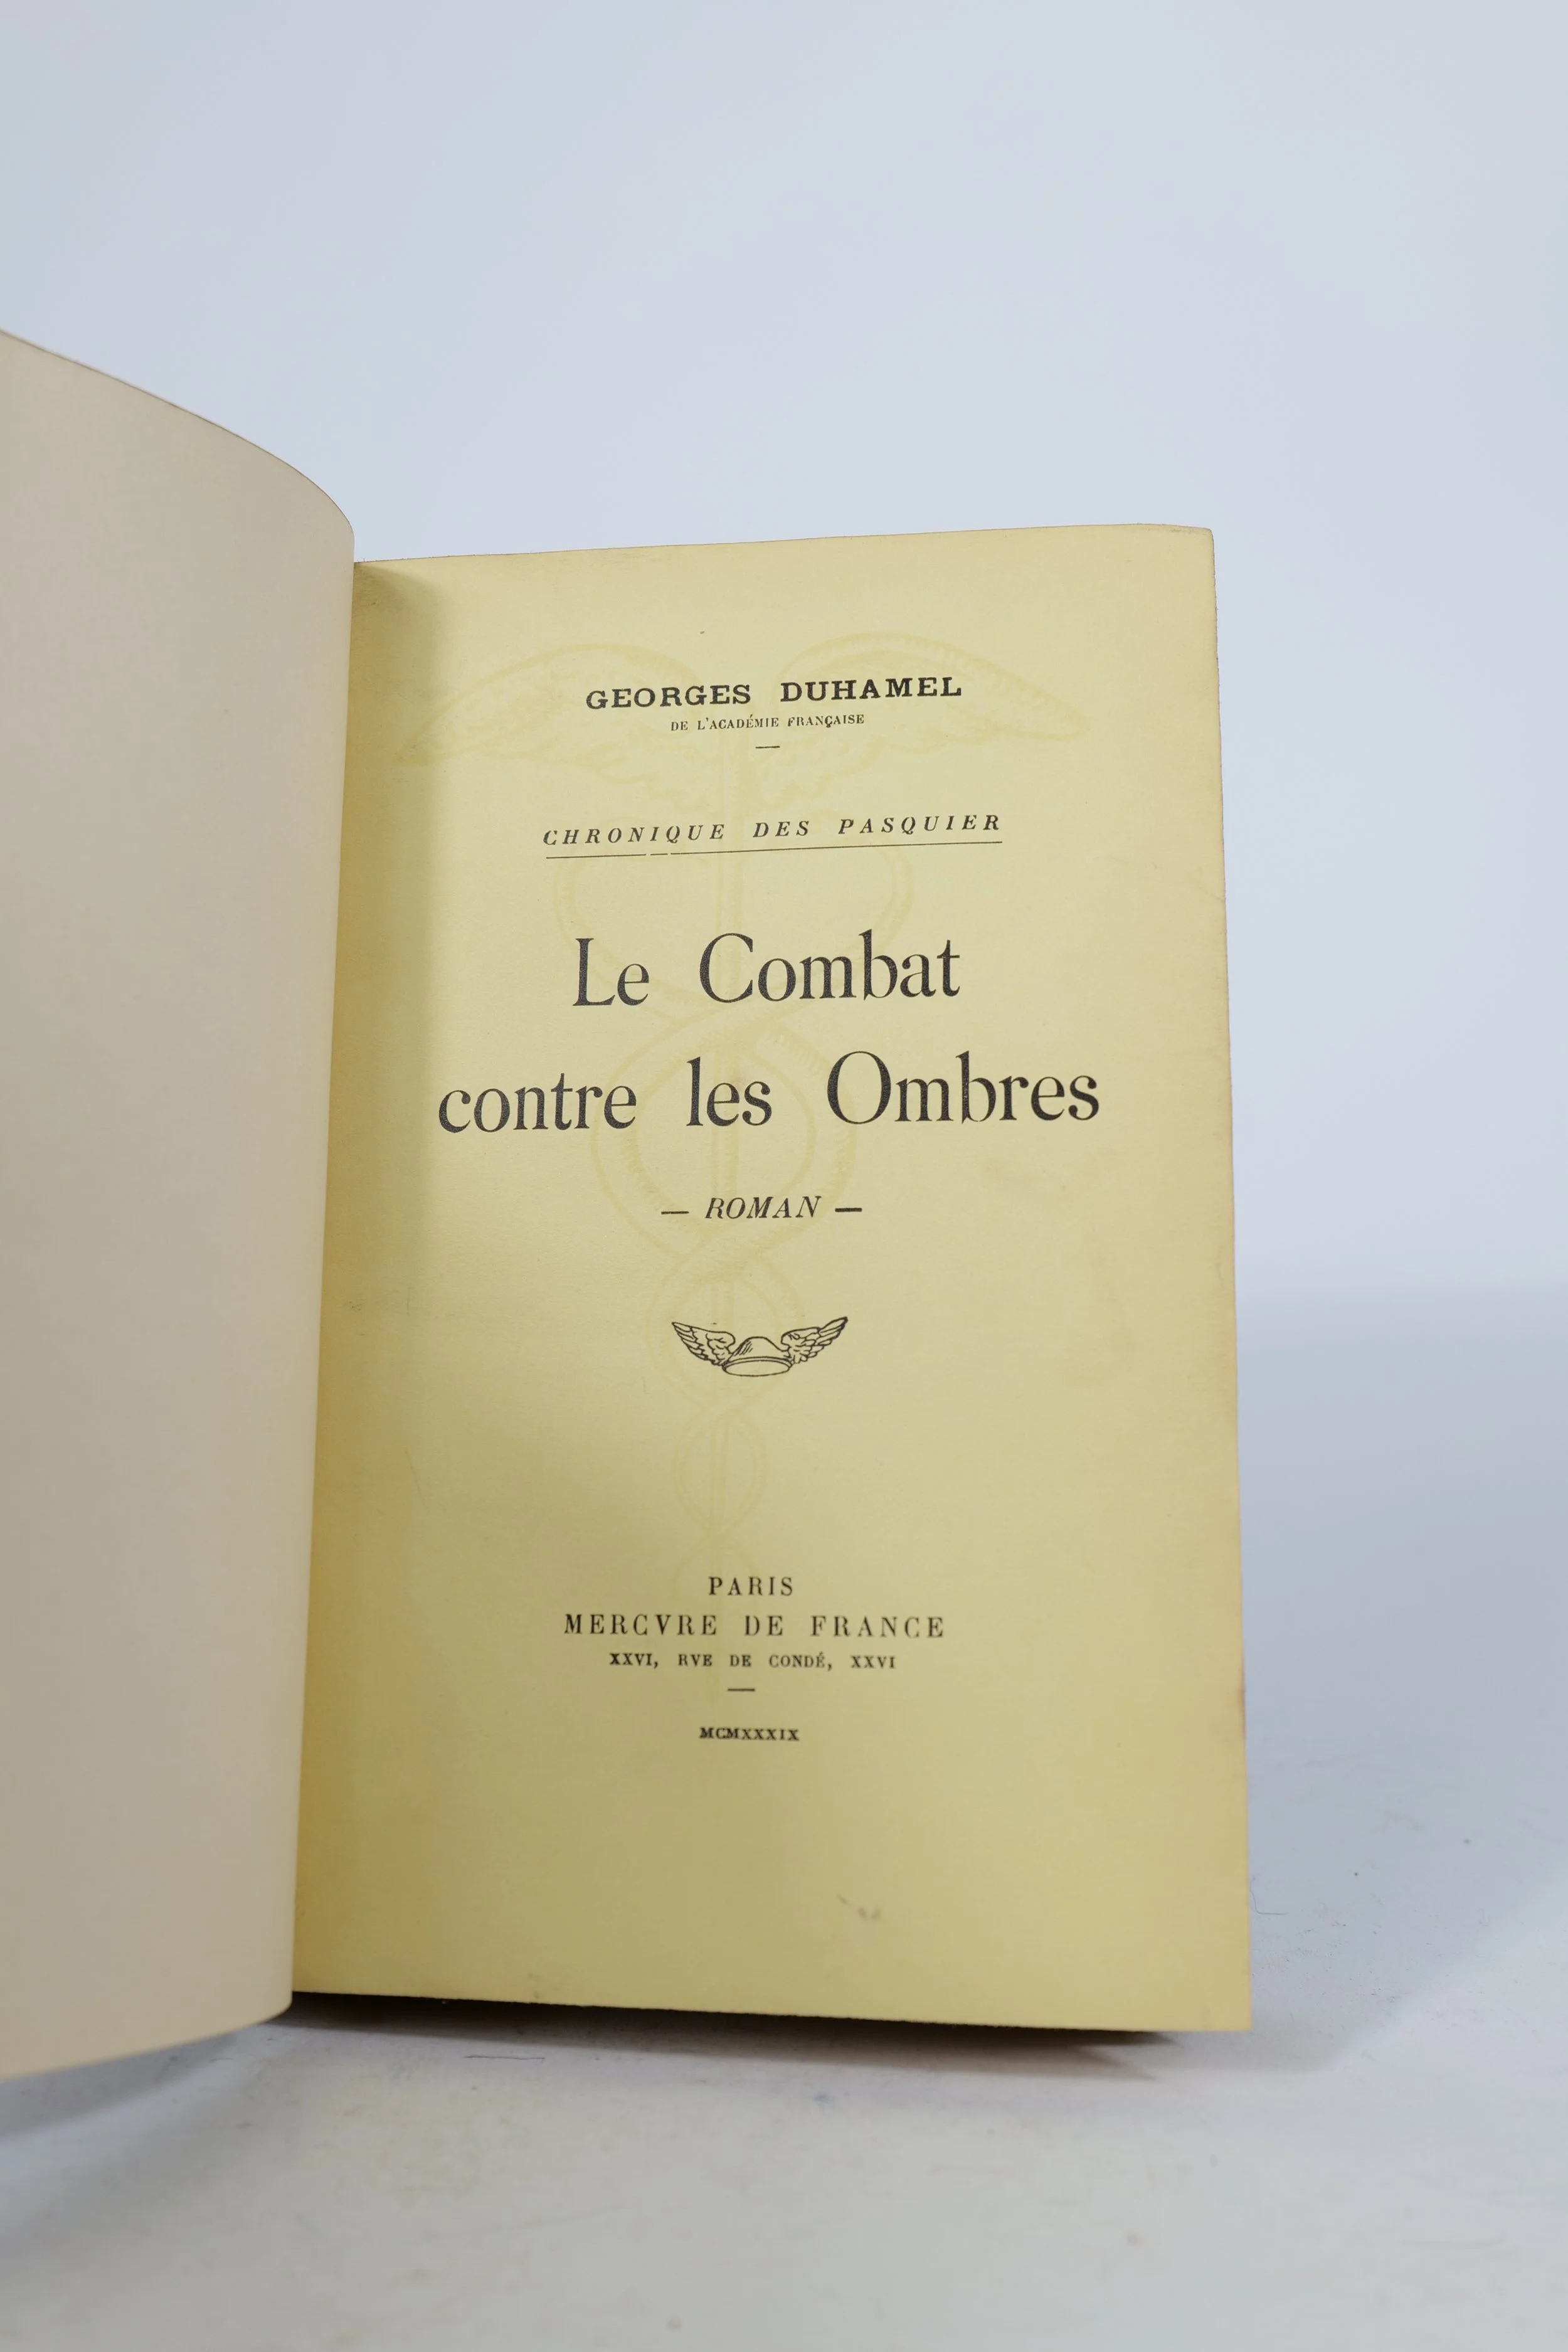 GEORGES DUHAMEL
DE L'ACADÉMIE FRANÇAISE
CHRONIQUE DES PASQUIER
Le Combat
contre les Ombres
— ROMAN —
PARIS
MERCVRE DE FRANCE
XXVI, RVE DE CONDÉ, XXVI
MCMXXXIX